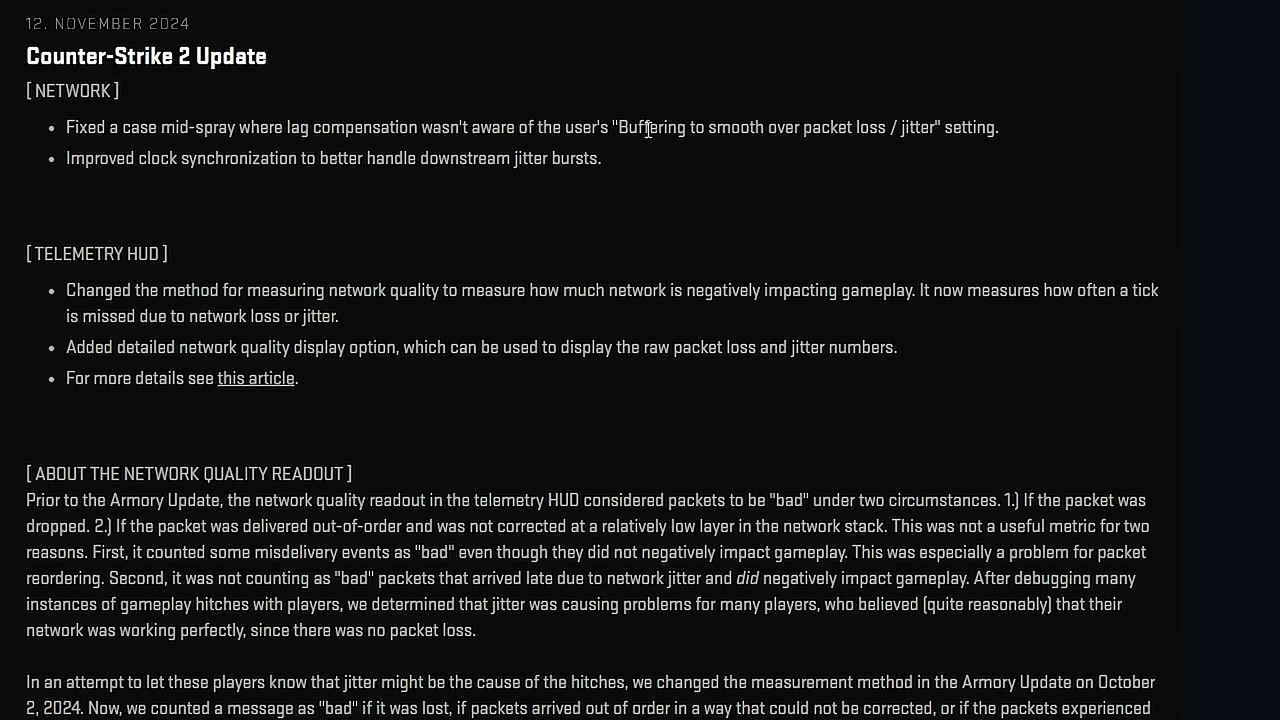 12. NOVEMBER 2024
Counter-Strike 2 Update
[ NETWORK ]
• Fixed a case mid-spray where lag compensation wasn't aware of the user's "Buffering to smooth over packet loss / jitter" setting.
• Improved clock synchronization to better handle downstream jitter bursts.
[ TELEMETRY HUD ]
• Changed the method for measuring network quality to measure how much network is negatively impacting gameplay. It now measures how often a tick
is missed due to network loss or jitter.
• Added detailed network quality display option, which can be used to display the raw packet loss and jitter numbers.
• For more details see this article.
[ ABOUT THE NETWORK QUALITY READOUT ]
Prior to the Armory Update, the network quality readout in the telemetry HUD considered packets to be "bad" under two circumstances. 1.) If the packet was
dropped. 2.) If the packet was delivered out-of-order and was not corrected at a relatively low layer in the network stack. This was not a useful metric for two
reasons. First, it counted some misdelivery events as "bad" even though they did not negatively impact gameplay. This was especially a problem for packet
reordering. Second, it was not counting as "bad" packets that arrived late due to network jitter and did negatively impact gameplay. After debugging many
instances of gameplay hitches with players, we determined that jitter was causing problems for many players, who believed (quite reasonably) that their
network was working perfectly, since there was no packet loss.
In an attempt to let these players know that jitter might be the cause of the hitches, we changed the measurement method in the Armory Update on October
2, 2024. Now, we counted a message as "bad" if it was lost, if packets arrived out of order in a way that could not be corrected, or if the packets experienced